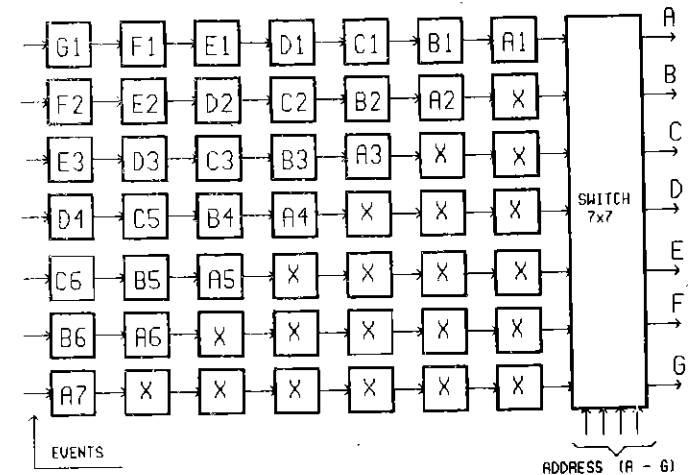 A
G1 F1 E1 D1 C1 B1 A1
B
F2 E2 D2 C2 B2 A2 X
C
E3 D3 C3 B3 A3 X X
D
D4 C5 B4 A4 X X X
SWITCH
7x7
E
C6 B5 A5 X X X X
F
B6 A6 X X X X X
G
A7 X X X X X X
EVENTS
ADDRESS (A - G)